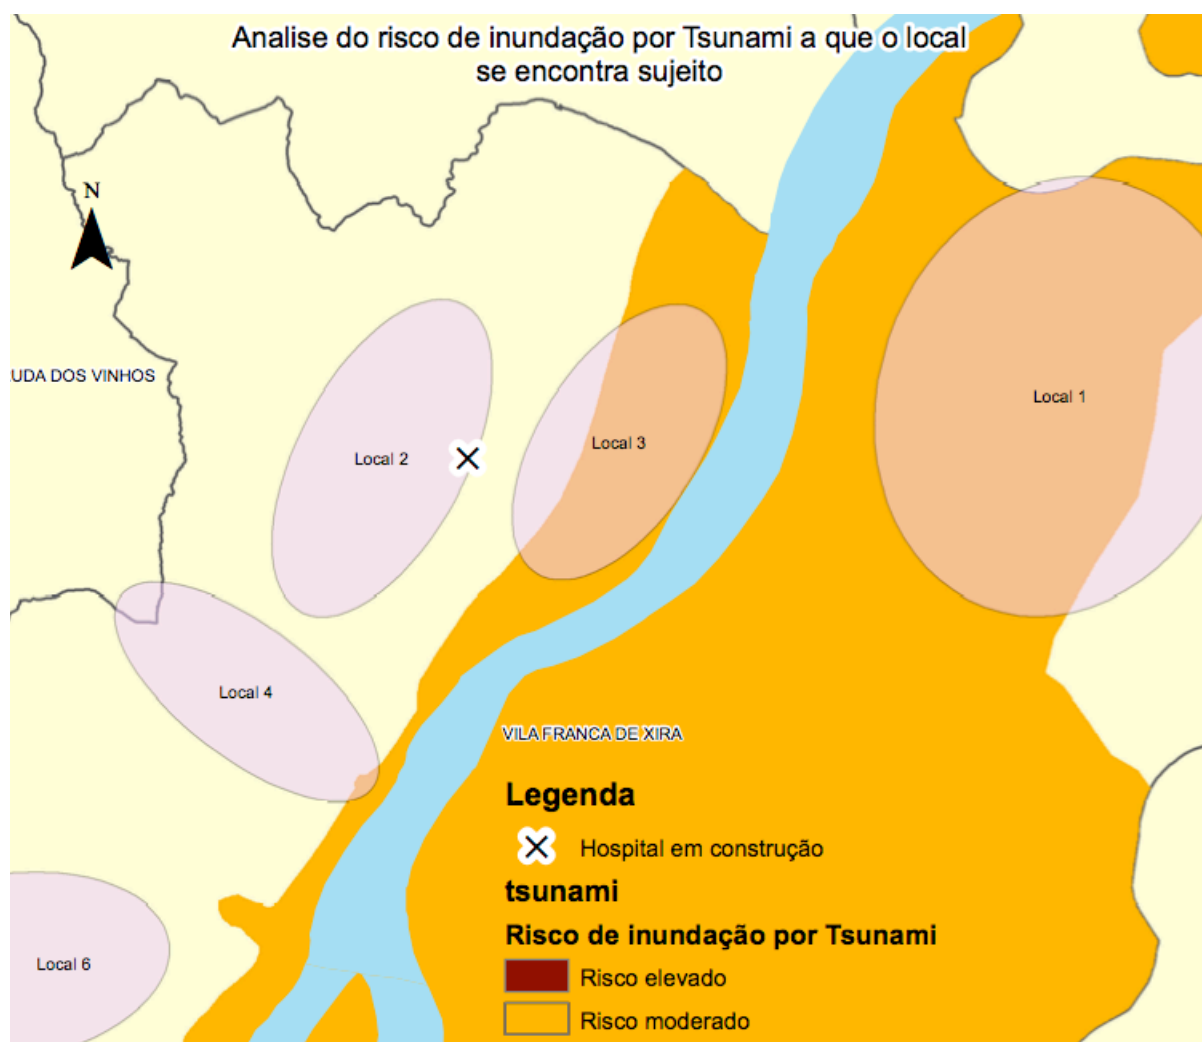 Analise do risco de inundação por Tsunami a que o local
se encontra sujeito
N
UDA DOS VINHOS
Local 1
Local 2
Local 3
Local 4
VILA FRANCA DE XIRA
Legenda
Hospital em construção
tsunami
Risco de inundação por Tsunami
Local 6
Risco elevado
Risco moderado